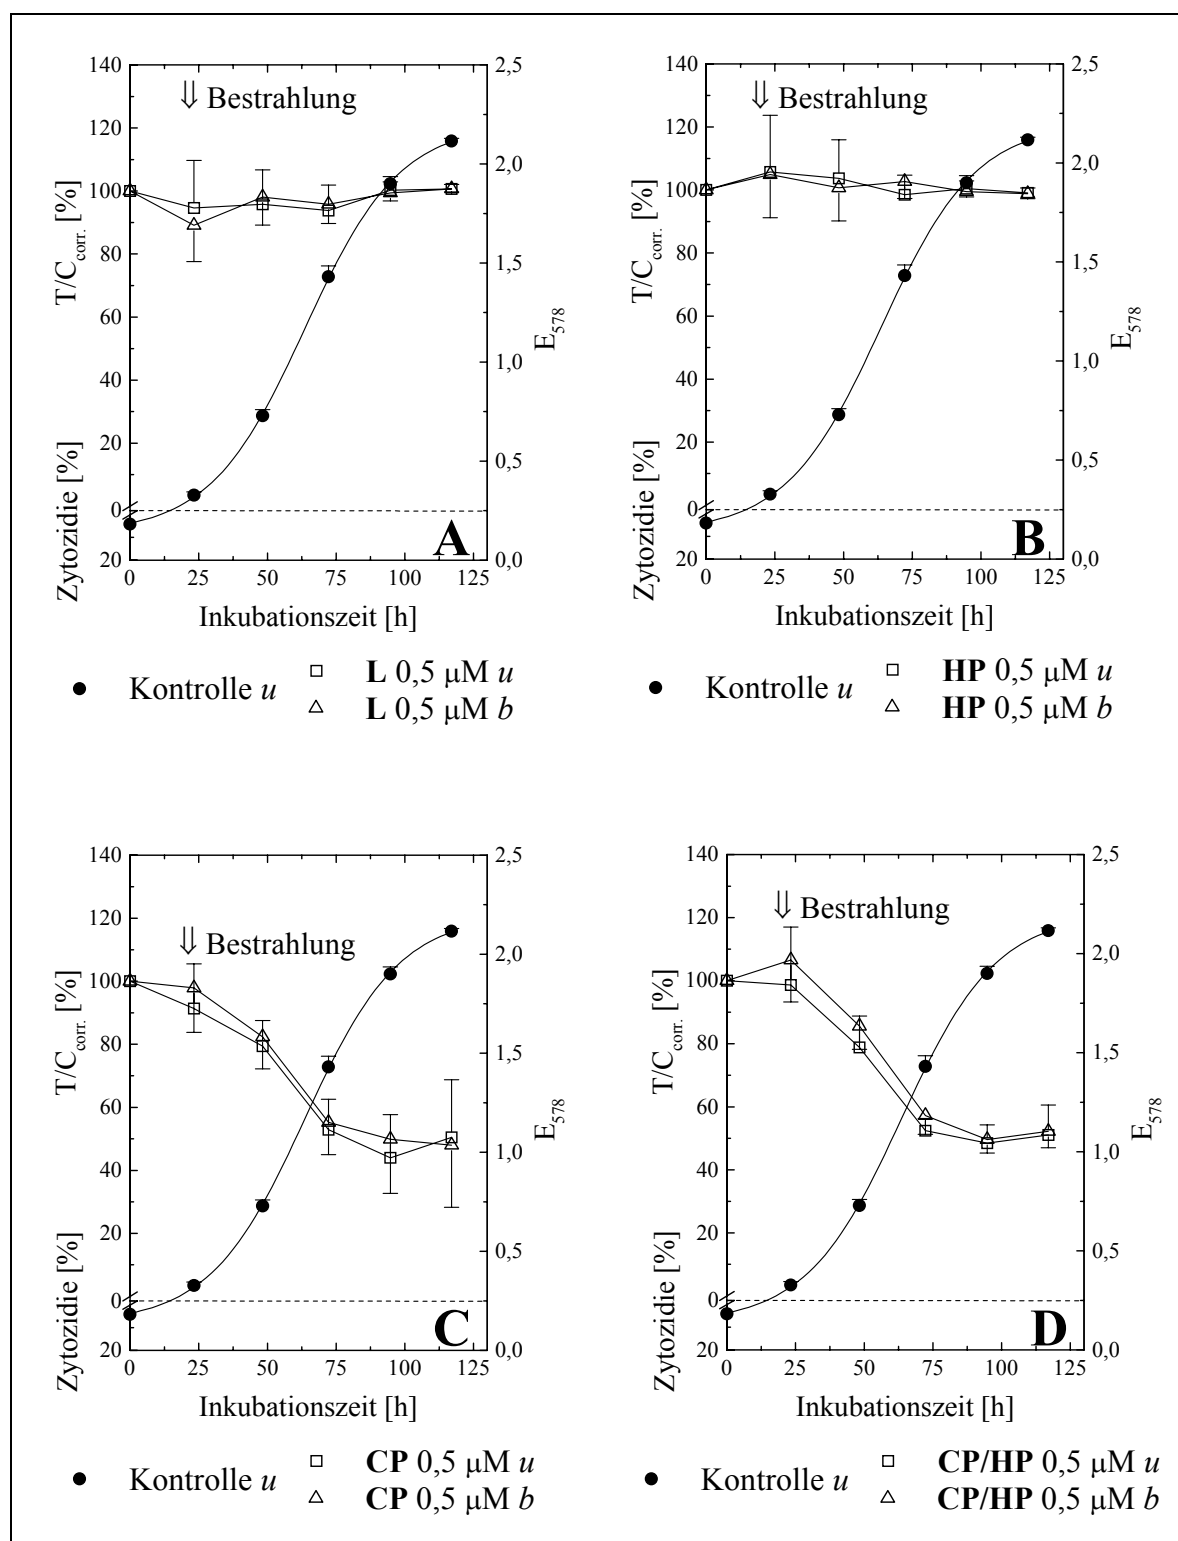 140
120
100
80
60
40
20
0
20
T/C corr. [%]
Zytozidie [%]
⇓ Bestrahlung
2,5
2,0
1,5
1,0
0,5
0,0
E578
A
0 25 50 75 100 125
Inkubationszeit [h]
● Kontrolle u
□ L 0,5 µM u
△ L 0,5 µM b
140
120
100
80
60
40
20
0
20
T/C corr. [%]
Zytozidie [%]
⇓ Bestrahlung
2,5
2,0
1,5
1,0
0,5
0,0
E578
B
0 25 50 75 100 125
Inkubationszeit [h]
● Kontrolle u
□ HP 0,5 µM u
△ HP 0,5 µM b
140
120
100
80
60
40
20
0
20
T/C corr. [%]
Zytozidie [%]
⇓ Bestrahlung
2,5
2,0
1,5
1,0
0,5
0,0
E578
C
0 25 50 75 100 125
Inkubationszeit [h]
● Kontrolle u
□ CP 0,5 µM u
△ CP 0,5 µM b
140
120
100
80
60
40
20
0
20
T/C corr. [%]
Zytozidie [%]
⇓ Bestrahlung
2,5
2,0
1,5
1,0
0,5
0,0
E578
D
0 25 50 75 100 125
Inkubationszeit [h]
● Kontrolle u
□ CP/HP 0,5 µM u
△ CP/HP 0,5 µM b